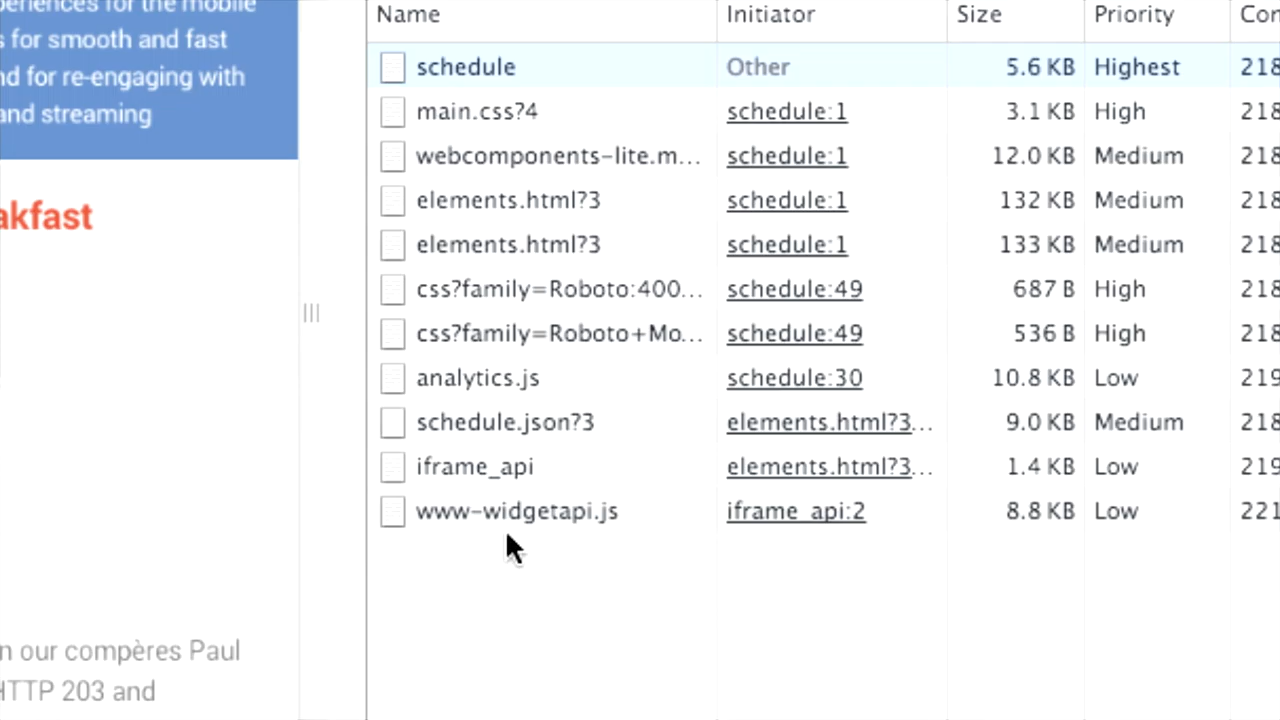 periences for the mobile
s for smooth and fast
nd for re-engaging with
and streaming
akfast
n our compères Paul
HTTP 203 and
Name Initiator Size Priority Cor
schedule Other 5.6 KB Highest 218
main.css?4 schedule:1 3.1 KB High 218
webcomponents-lite.m... schedule:1 12.0 KB Medium 218
elements.html?3 schedule:1 132 KB Medium 218
elements.html?3 schedule:1 133 KB Medium 218
css?family=Roboto:400... schedule:49 687 B High 218
css?family=Roboto+Mo... schedule:49 536 B High 218
analytics.js schedule:30 10.8 KB Low 219
schedule.json?3 elements.html?3... 9.0 KB Medium 218
iframe_api elements.html?3... 1.4 KB Low 219
www-widgetapi.js iframe_api:2 8.8 KB Low 221